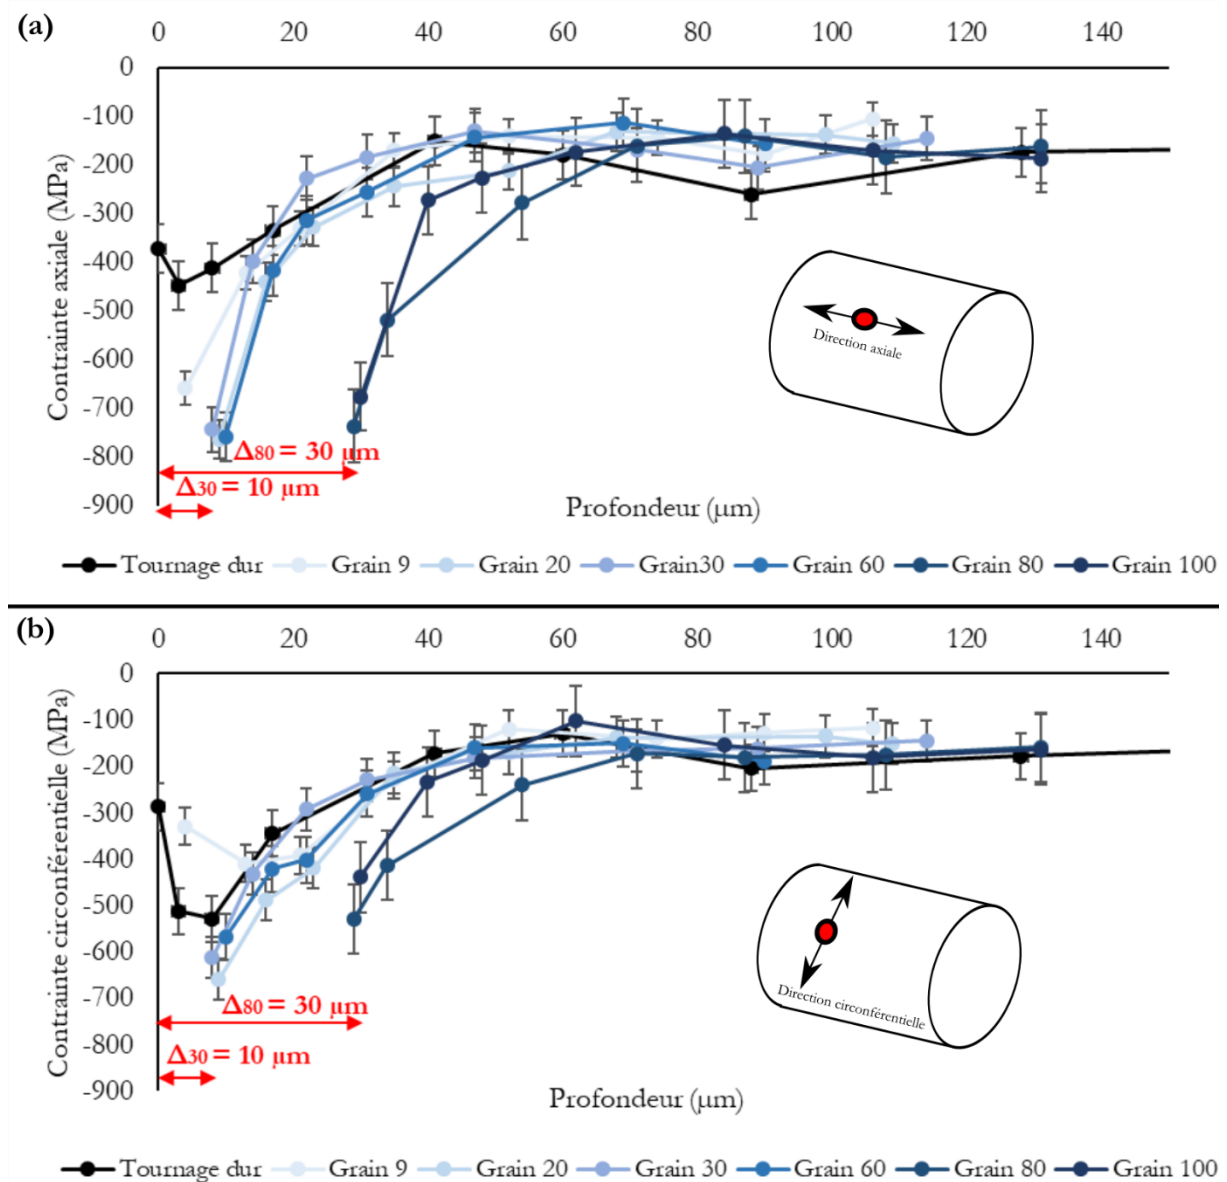 (a)
0 20 40 60 80 100 120 140
0
-100
-200
-300
-400
-500
-600
-700
-800
-900
Contrainte axiale (MPa)
Direction axiale
Δ80 = 30 μm
Δ30 = 10 μm
Profondeur (μm)
Tournage dur Grain 9 Grain 20 Grain30 Grain 60 Grain 80 Grain 100
(b)
0 20 40 60 80 100 120 140
0
-100
-200
-300
-400
-500
-600
-700
-800
-900
Contrainte circonférentielle (MPa)
Direction circonférentielle
Δ80 = 30 μm
Δ30 = 10 μm
Profondeur (μm)
Tournage dur Grain 9 Grain 20 Grain 30 Grain 60 Grain 80 Grain 100